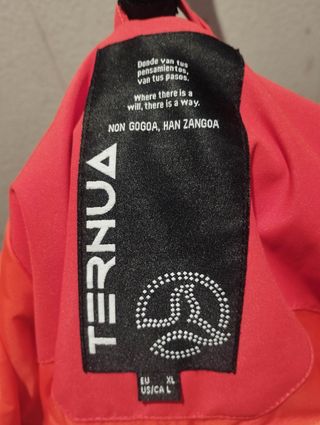 Donde van tus
pensamientos,
van tus pasos.
Where there is a
will, there is a way.
NON GOGOA, HAN ZANGOA
TERNUA
EU XL
US/CA L